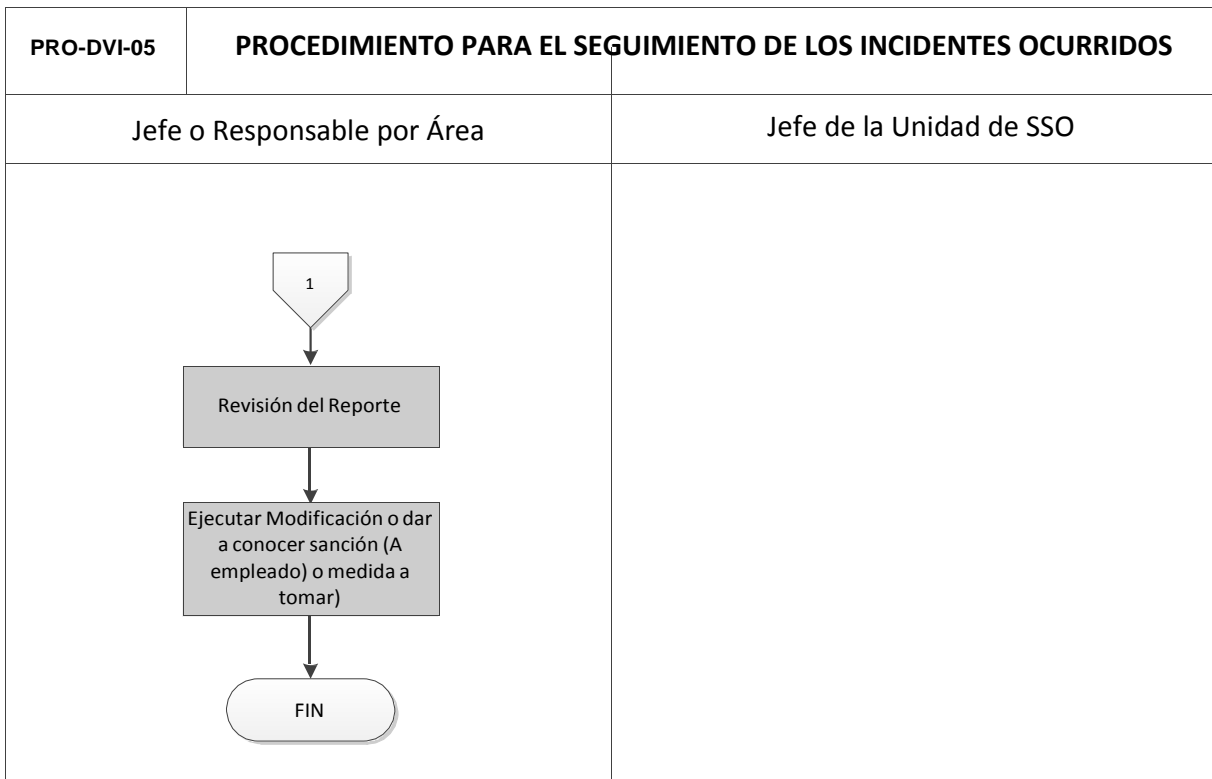 PRO-DVI-05
PROCEDIMIENTO PARA EL SEGUIMIENTO DE LOS INCIDENTES OCURRIDOS
Jefe o Responsable por Área
Jefe de la Unidad de SSO
1
Revisión del Reporte
Ejecutar Modificación o dar
a conocer sanción (A
empleado) o medida a
tomar)
FIN